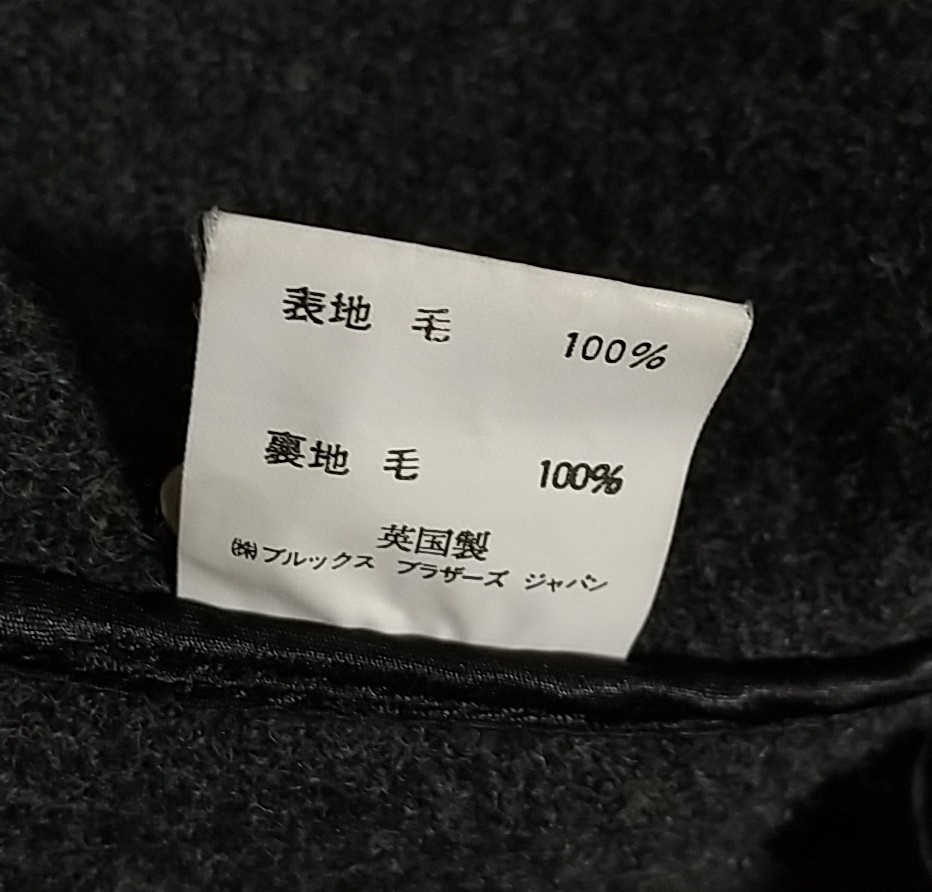 表地 毛 100%
裏地 毛 100%
英国製
㈱ブルックス ブラザーズ ジャパン